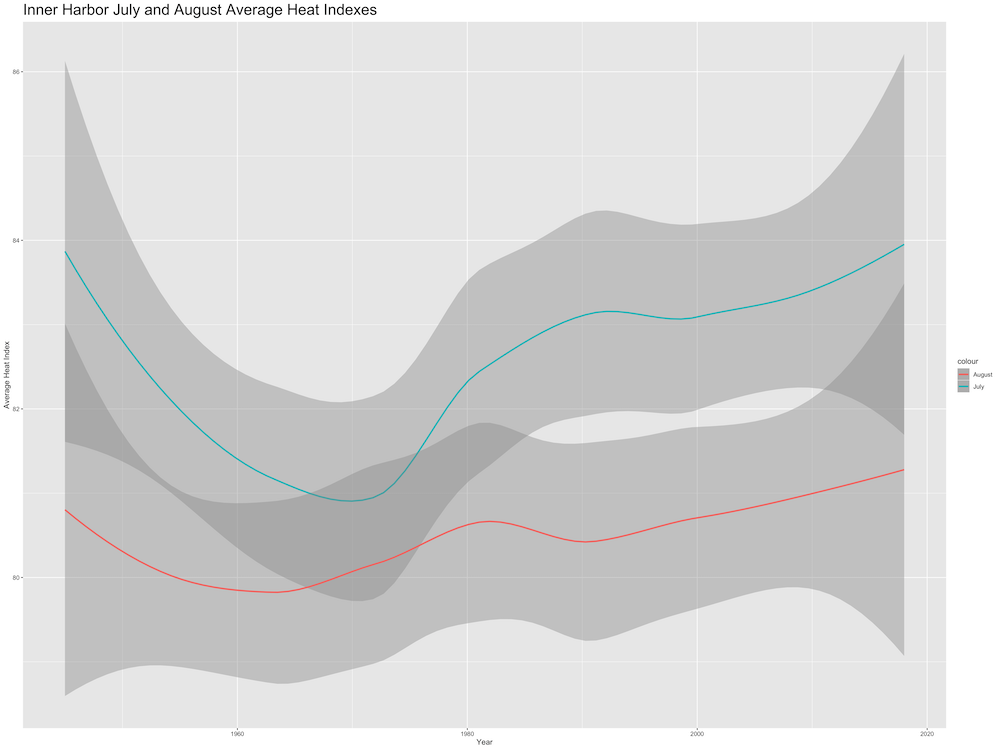 Inner Harbor July and August Average Heat Indexes
86
84
82
80
Average Heat Index
1960
1980
2000
2020
Year
colour
August
July